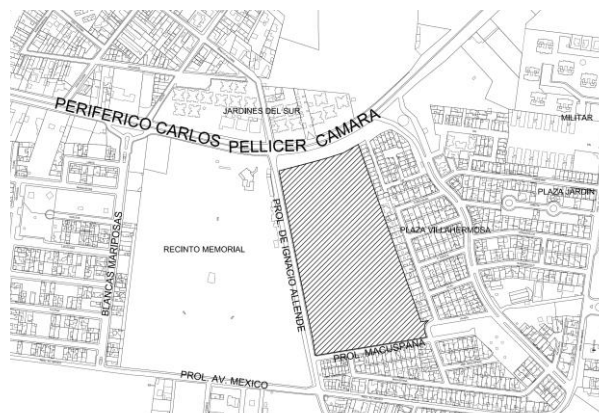 JARDINES DEL SUR
PERIFERICO CARLOS PELLICER CAMARA
MILITAR
PLAZA JARDIN
PLAZA VILLAHERMOSA
BLANCAS MARIPOSAS
RECINTO MEMORIAL
PROL. DE IGNACIO ALLENDE
PROL. MACUSPANA
PROL. AV. MEXICO